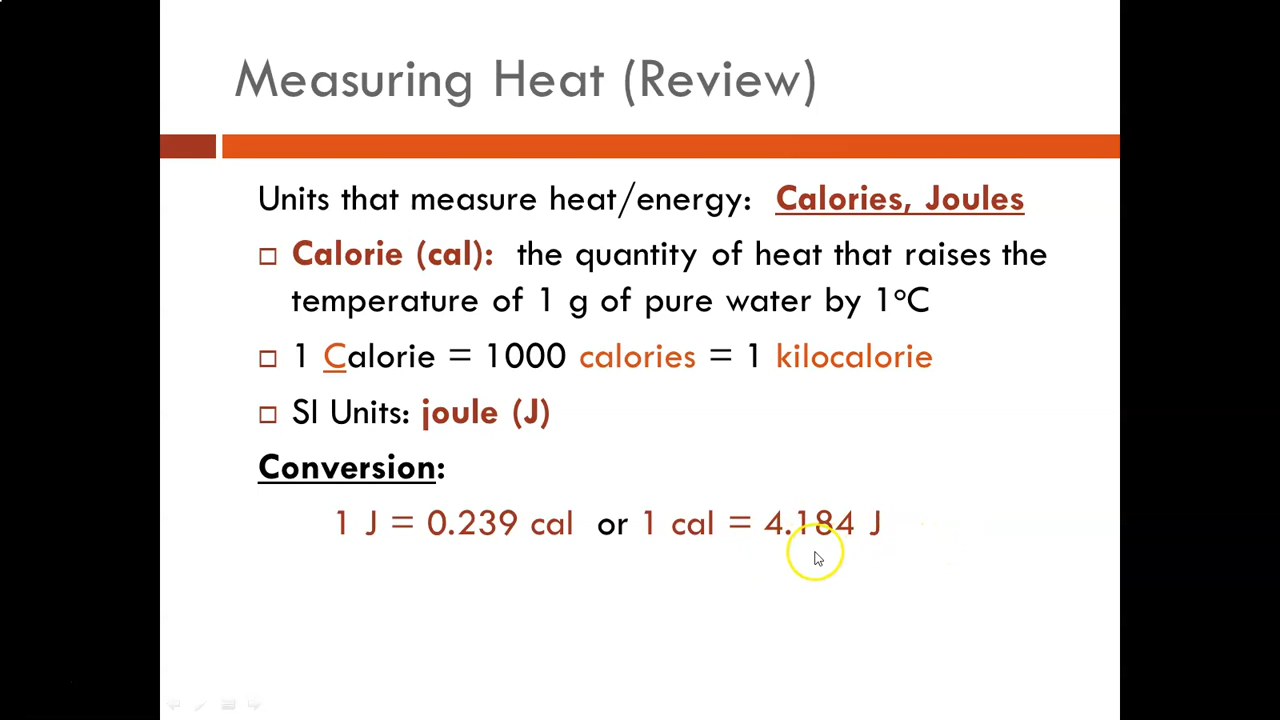 Measuring Heat (Review)
Units that measure heat/energy: Calories, Joules
Calorie (cal): the quantity of heat that raises the
temperature of 1 g of pure water by 1°C
1 Calorie = 1000 calories = 1 kilocalorie
SI Units: joule (J)
Conversion:
1 J = 0.239 cal or 1 cal = 4.184 J